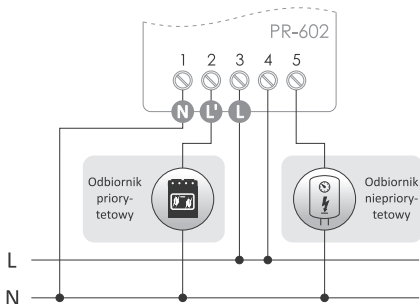 PR-602
1 2 3 4 5
N L' L
Odbiornik
priory-
tetowy
Odbiornik
niepriory-
tetowy
L
N